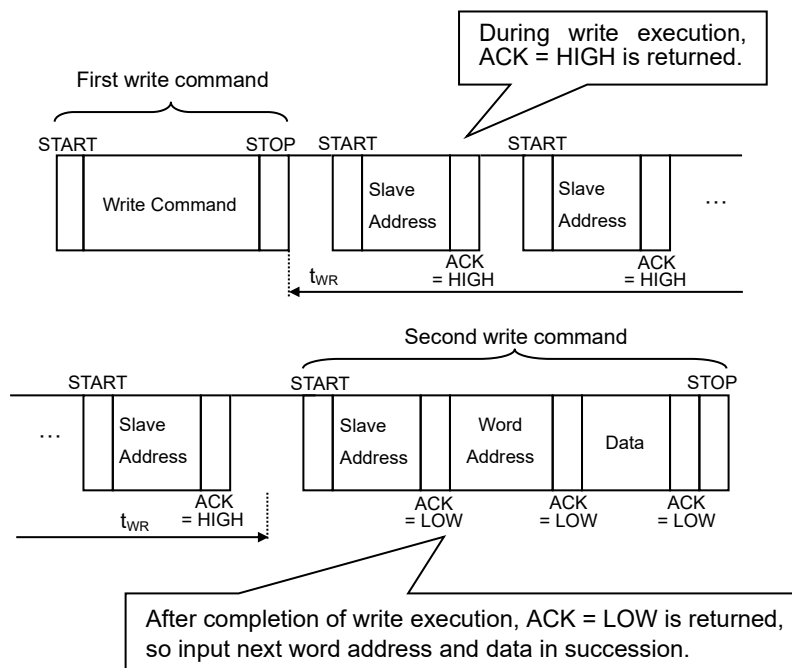 During write execution,
ACK = HIGH is returned.
First write command
START STOP START START
Write Command
Slave
Address
Slave
Address
…
ACK
= HIGH
ACK
= HIGH
tWR
Second write command
START START STOP
…
Slave
Address
Slave
Address
Word
Address
Data
ACK
= HIGH
ACK
= LOW
ACK
= LOW
ACK
= LOW
tWR
After completion of write execution, ACK = LOW is returned,
so input next word address and data in succession.